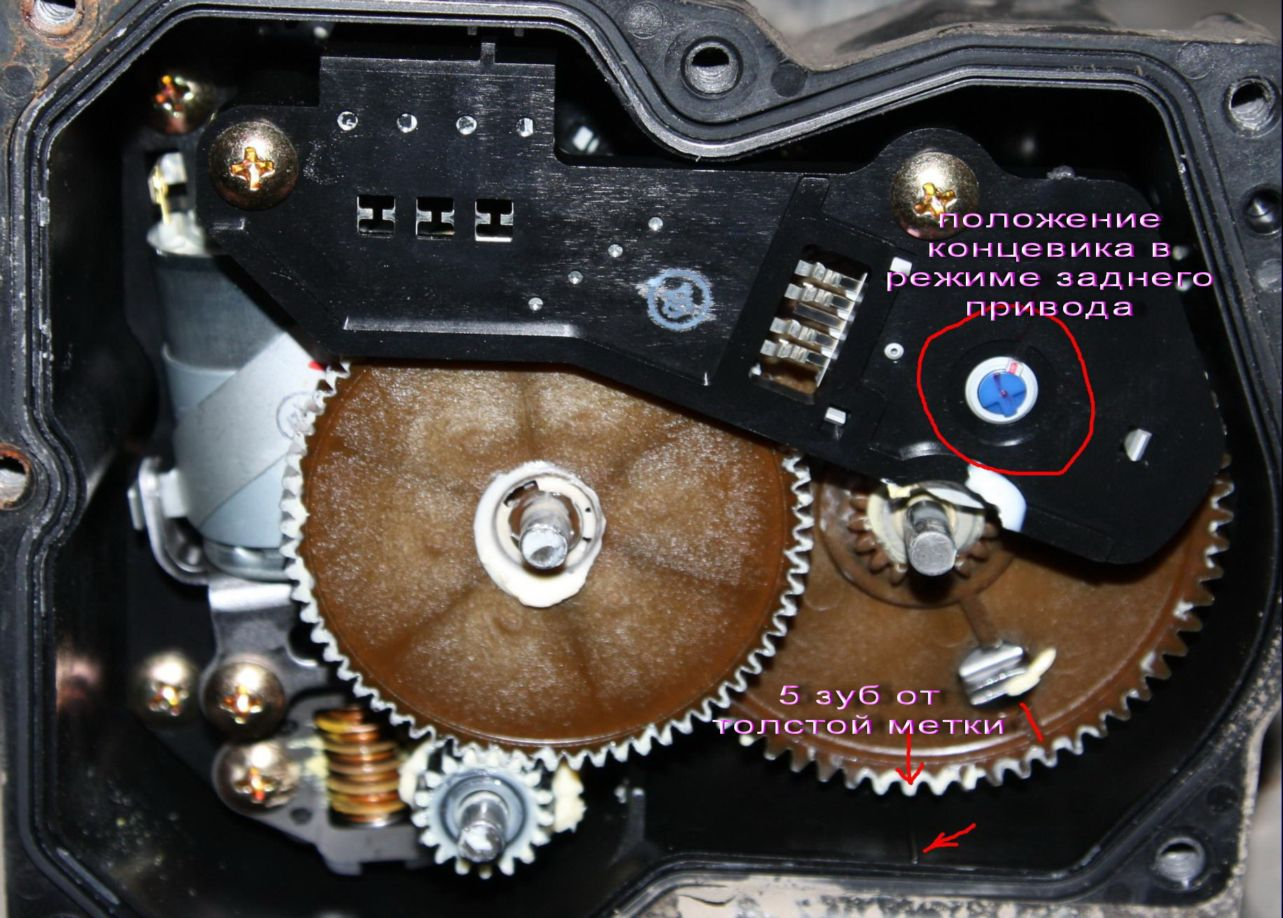 положение
концевика в
режиме заднего
привода
5 зуб от
толстой метки